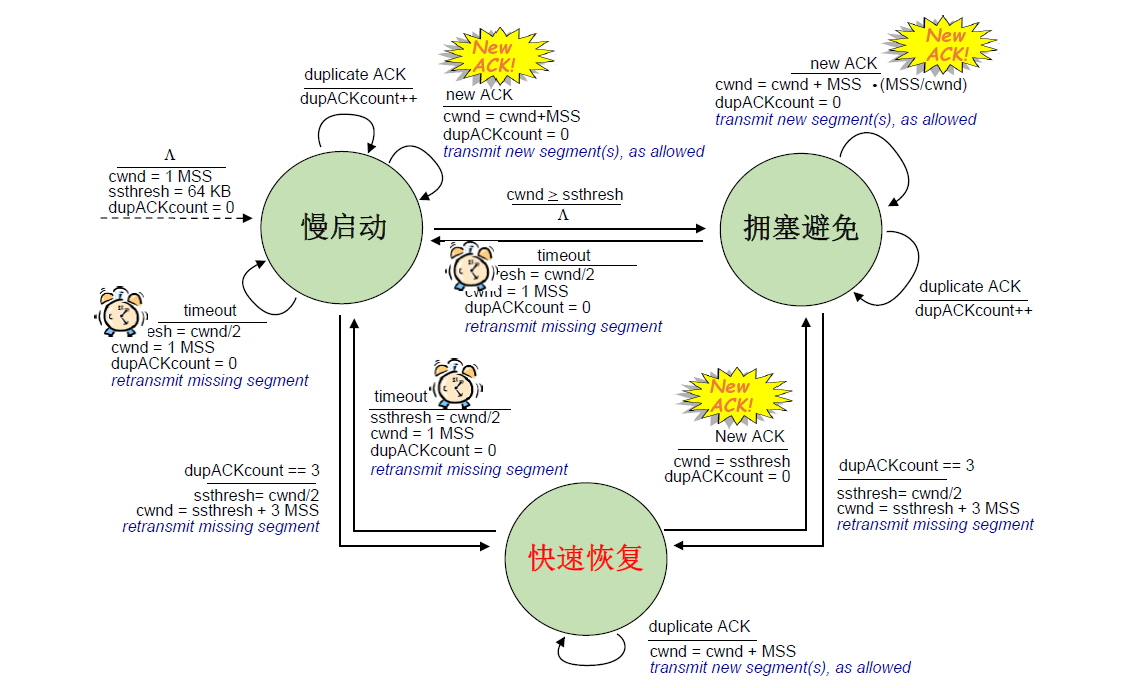 New
ACK!
duplicate ACK
dupACKcount++
new ACK
cwnd = cwnd+MSS
dupACKcount = 0
transmit new segment(s), as allowed
New
ACK!
new ACK
cwnd = cwnd + MSS •(MSS/cwnd)
dupACKcount = 0
transmit new segment(s), as allowed
Λ
cwnd = 1 MSS
ssthresh = 64 KB
dupACKcount = 0
慢启动
cwnd ≥ ssthresh
Λ
拥塞避免
timeout
resh = cwnd/2
cwnd = 1 MSS
dupACKcount = 0
retransmit missing segment
duplicate ACK
dupACKcount++
timeout
esh = cwnd/2
cwnd = 1 MSS
dupACKcount = 0
retransmit missing segment
timeout
ssthresh = cwnd/2
cwnd = 1 MSS
dupACKcount = 0
retransmit missing segment
New
ACK!
New ACK
cwnd = ssthresh
dupACKcount = 0
dupACKcount == 3
ssthresh= cwnd/2
cwnd = ssthresh + 3 MSS
retransmit missing segment
dupACKcount == 3
ssthresh= cwnd/2
cwnd = ssthresh + 3 MSS
retransmit missing segment
快速恢复
duplicate ACK
cwnd = cwnd + MSS
transmit new segment(s), as allowed